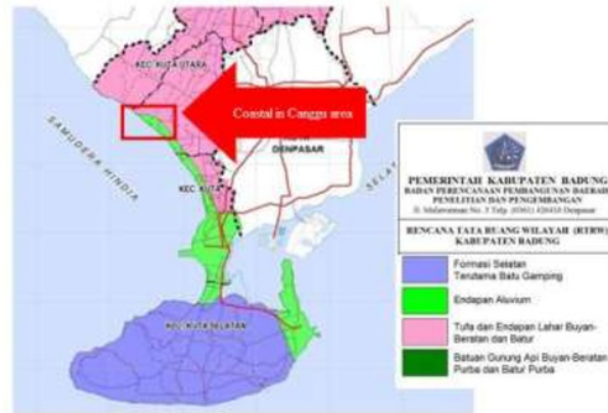 KEC. KUTA UTARA
Coastal in Canggu area
SAMUDERA HINDIA
DENPASAR
KEC. KUTA
KEC. KUTA SELATAN
PEMERINTAH KABUPATEN BADUNG
BADAN PERENCANAAN PEMBANGUNAN DAERAH
PENELITIAN DAN PENGEMBANGAN
RENCANA TATA RUANG WILAYAH (RTRW)
KABUPATEN BADUNG
Formasi Selatan
Terutama Batu Gamping
Endapan Aluvium
Tufa dan Endapan Lahar Buyan-
Beratan dan Batur
Batuan Gunung Api Buyan-Beratan
Purba dan Batur Purba